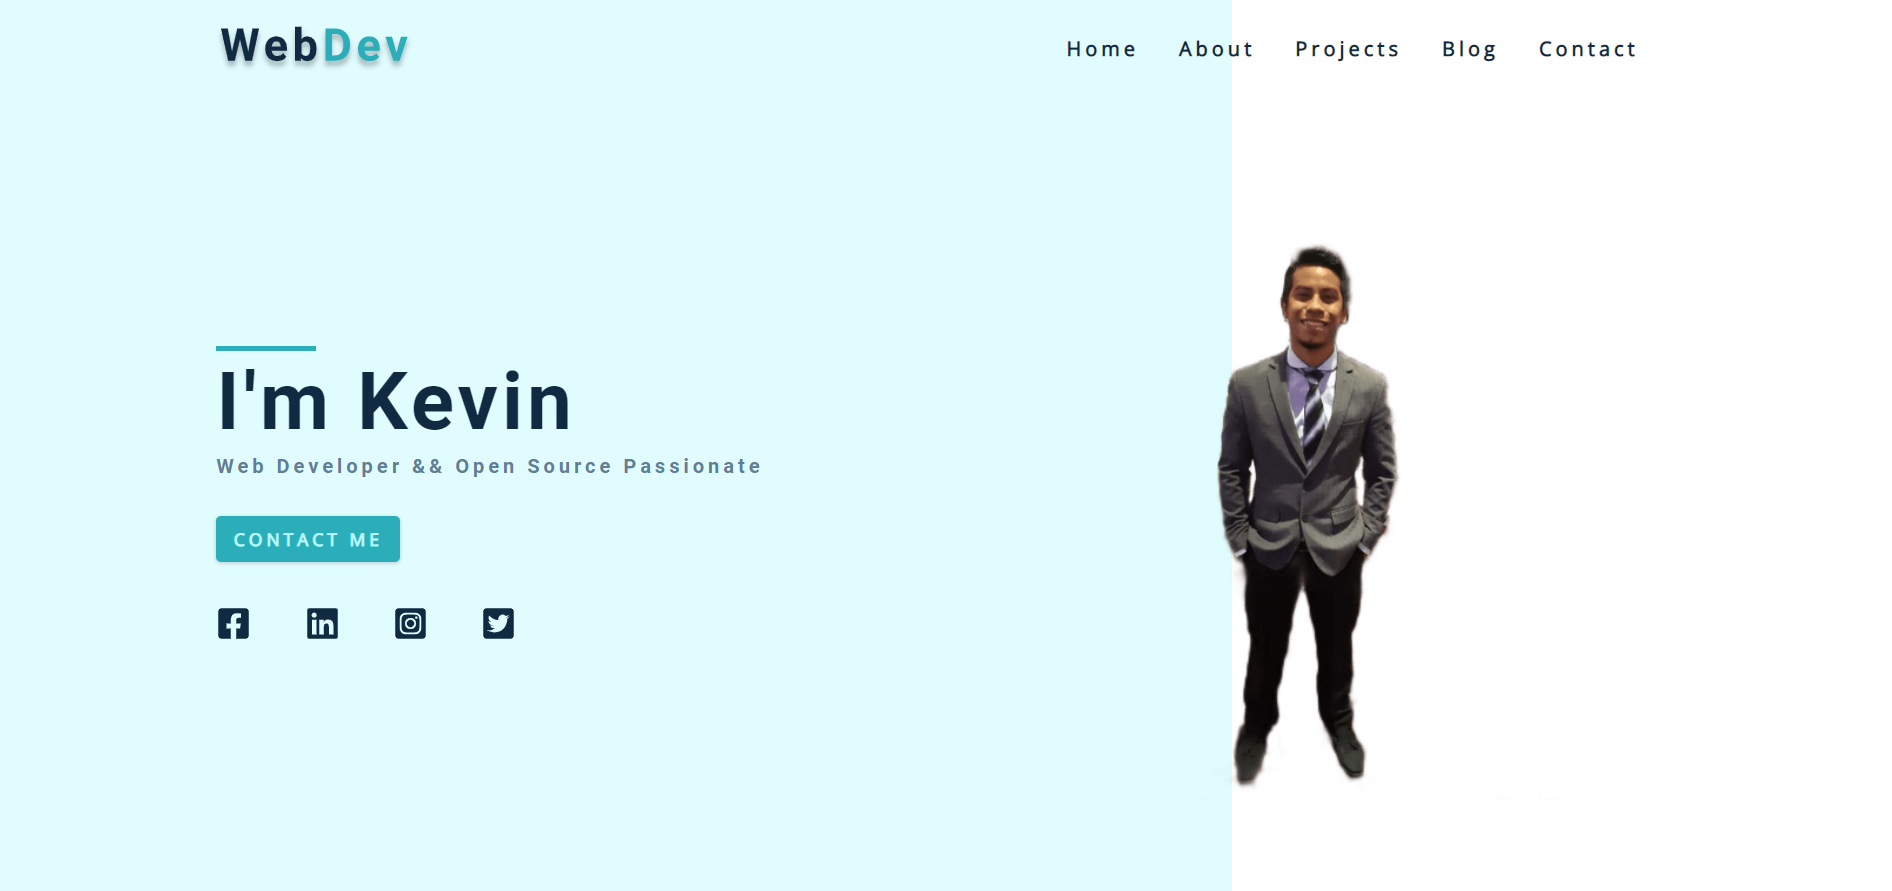 WebDev
Home About Projects Blog Contact
I'm Kevin
Web Developer && Open Source Passionate
CONTACT ME